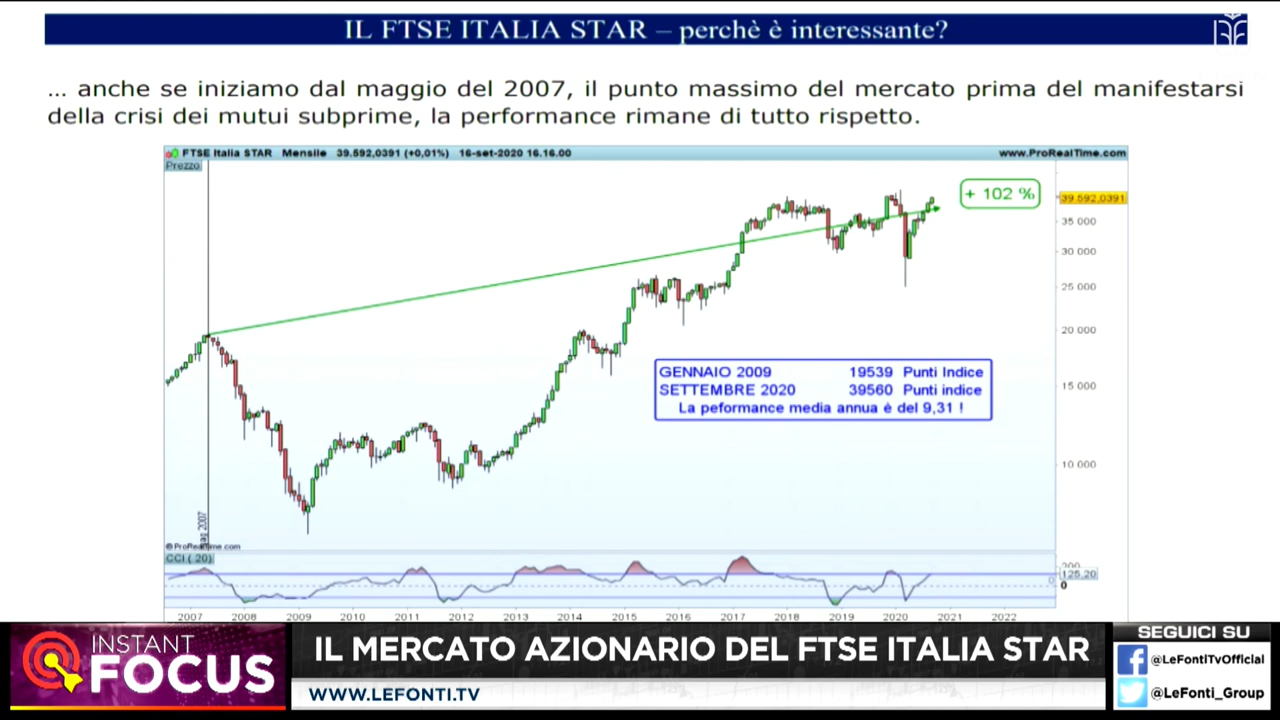 IL FTSE ITALIA STAR – perchè è interessante?
... anche se iniziamo dal maggio del 2007, il punto massimo del mercato prima del manifestarsi
della crisi dei mutui subprime, la performance rimane di tutto rispetto.
FTSE Italia STAR Mensile 39.592,0391 (+0,01%) 16-set-2020 16.16.00 www.ProRealTime.com
Prezzo
+ 102 %
39.592,0391
35 000
30 000
25 000
20 000
15 000
10 000
GENNAIO 2009 19539 Punti Indice
SETTEMBRE 2020 39560 Punti indice
La peformance media annua è del 9,31 !
mag 2007
©ProRealTime.com
CCI ( 20)
200
125,20
0
0
2007 2008 2009 2010 2011 2012 2013 2014 2015 2016 2017 2018 2019 2020 2021 2022
INSTANT
FOCUS
IL MERCATO AZIONARIO DEL FTSE ITALIA STAR
WWW.LEFONTI.TV
SEGUICI SU
@LeFontiTvOfficial
@LeFonti_Group